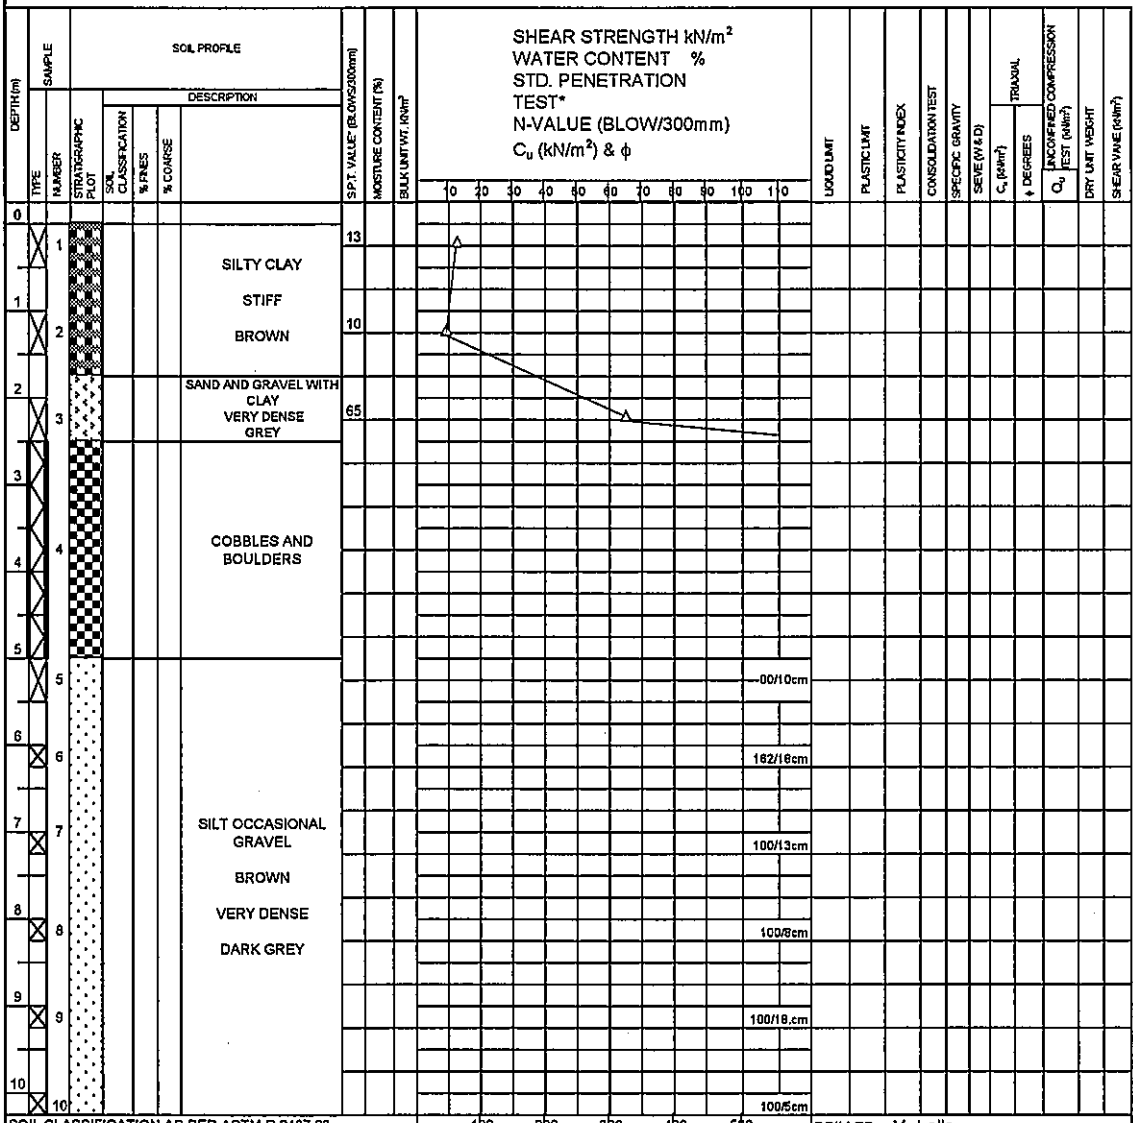 SHEAR STRENGTH kN/m²
WATER CONTENT %
STD. PENETRATION
TEST*
N-VALUE (BLOW/300mm)
Cu (kN/m²) & ϕ
SOIL PROFILE
DESCRIPTION
DEPTH (m)
SAMPLE
TYPE
NUMBER
STRATIGRAPHIC
PLOT
SOIL
CLASSIFICATION
% FINES
% COARSE
S.P.T. VALUE* (BLOWS/300mm)
MOISTURE CONTENT (%)
BULK UNIT WT. kN/m³
10 20 30 40 50 60 70 80 90 100 110
LIQUID LIMIT
PLASTIC LIMIT
PLASTICITY INDEX
CONSOLIDATION TEST
SPECIFIC GRAVITY
SIEVE (W & D)
TRIAXIAL
DEGREES
UNCONFINED COMPRESSION
Qu TEST (kN/m²)
DRY UNIT WEIGHT
SHEAR VANE (kN/m²)
0
1 13
SILTY CLAY
1
STIFF
2 BROWN 10
2
SAND AND GRAVEL WITH
CLAY
VERY DENSE
GREY
3 65
3
COBBLES AND
BOULDERS
4
4
5
5 00/10cm
6
6 162/16cm
7
SILT OCCASIONAL
GRAVEL
7 100/13cm
BROWN
8
VERY DENSE
8 100/8cm
DARK GREY
9
9 100/18.cm
10
10 100/5cm